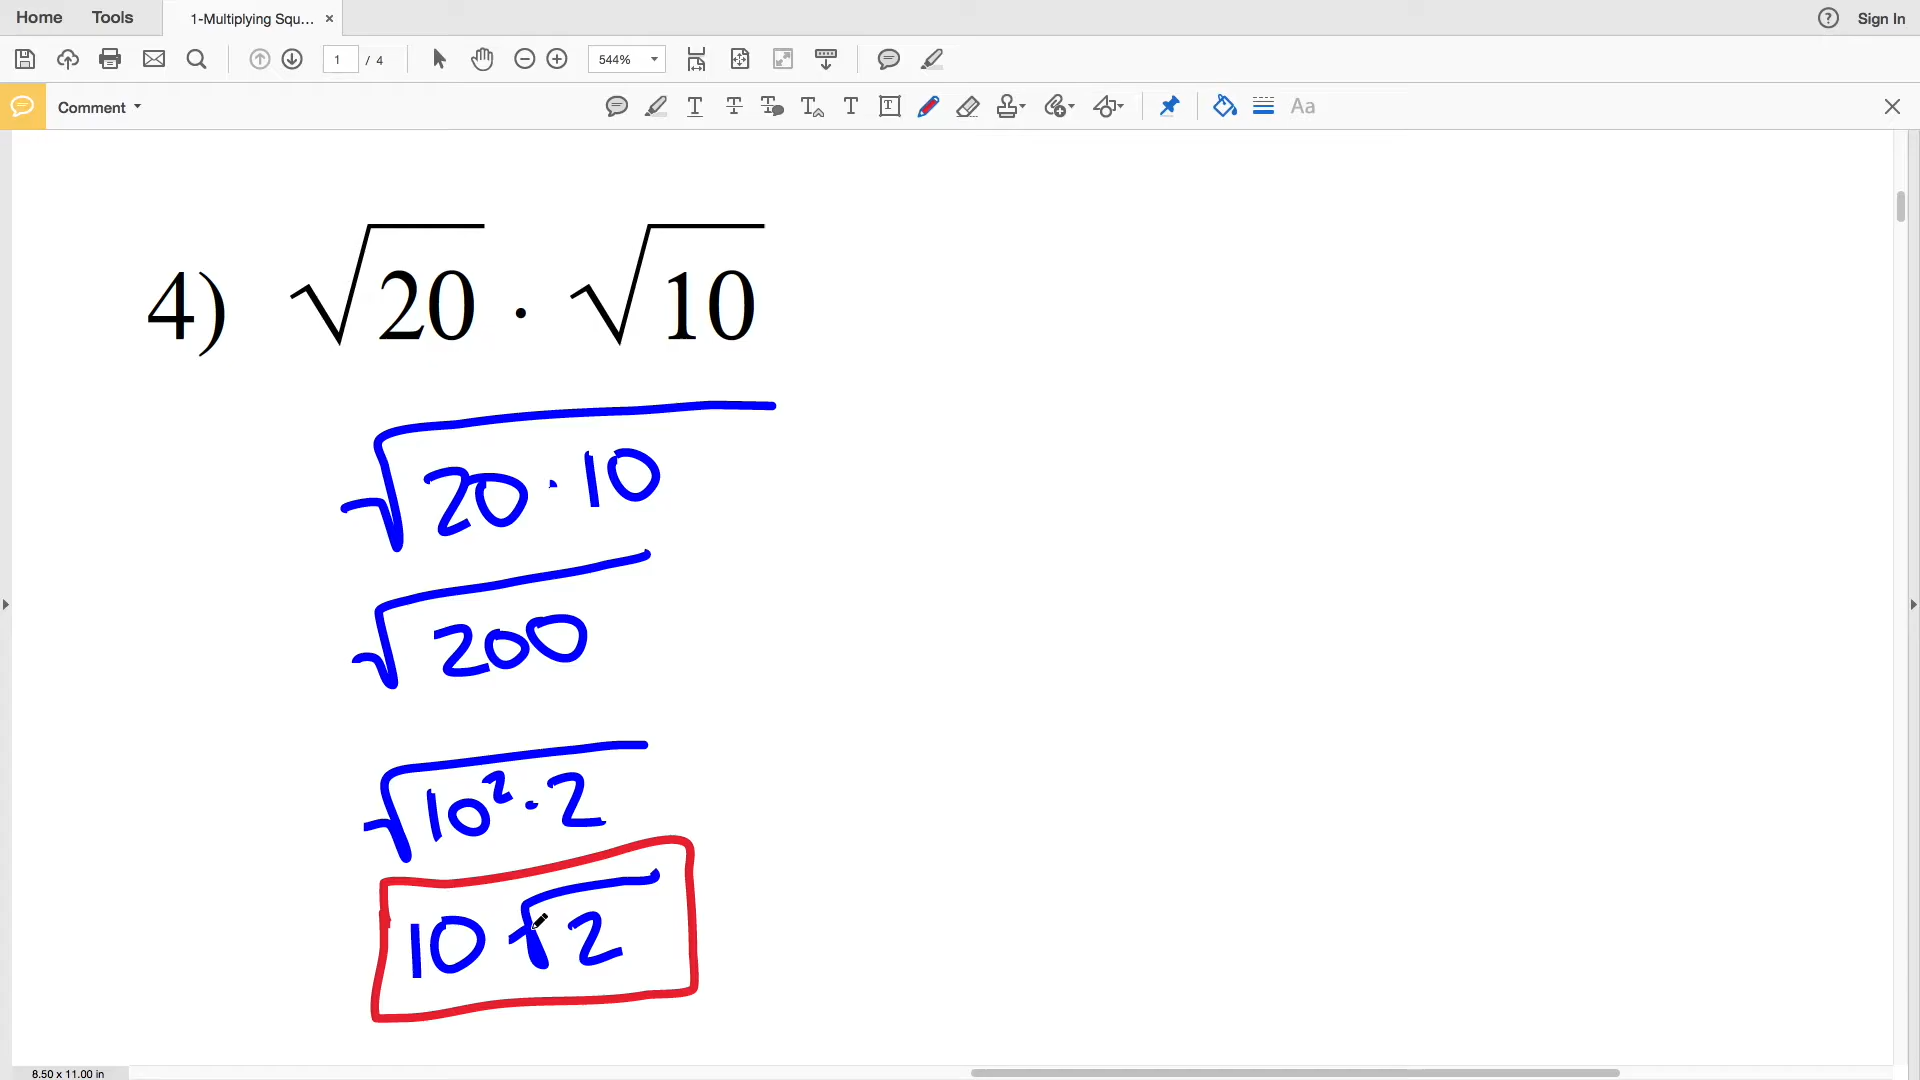 Home Tools 1-Multiplying Squ... × ? Sign In
1 / 4 544%
Comment T T T T T T Aa
4) √20 · √10
√20 · 10
√200
√10² · 2
10 √2
8.50 x 11.00 in